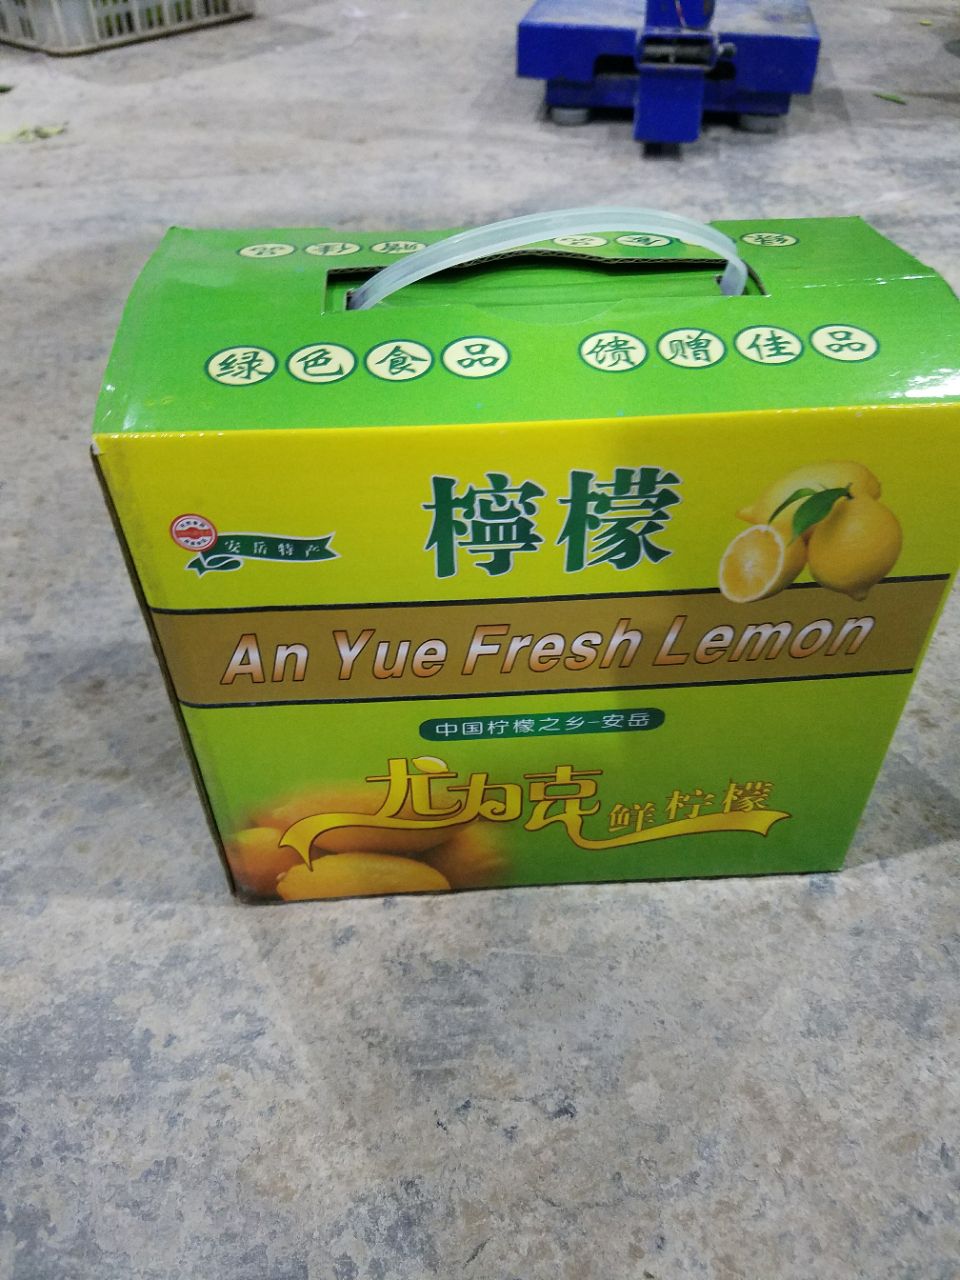 绿色食品 馈赠佳品
檸檬
安岳特产
An Yue Fresh Lemon
中国柠檬之乡-安岳
尤力克鲜柠檬